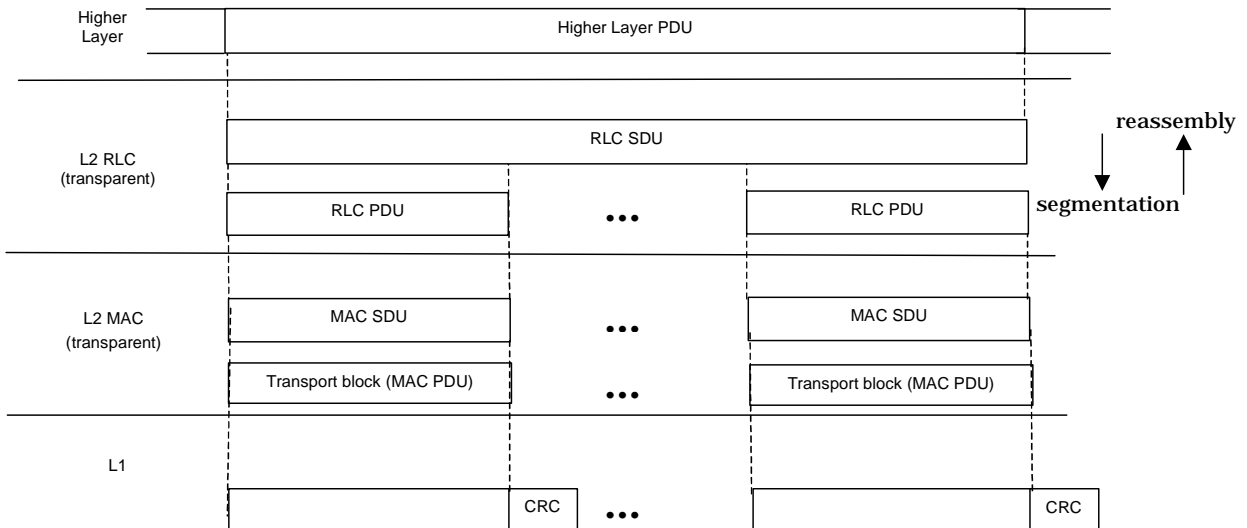 Higher
Layer
Higher Layer PDU
reassembly
RLC SDU
L2 RLC
(transparent)
RLC PDU
•••
RLC PDU
segmentation
L2 MAC
(transparent)
MAC SDU
•••
MAC SDU
Transport block (MAC PDU)
•••
Transport block (MAC PDU)
L1
CRC
•••
CRC